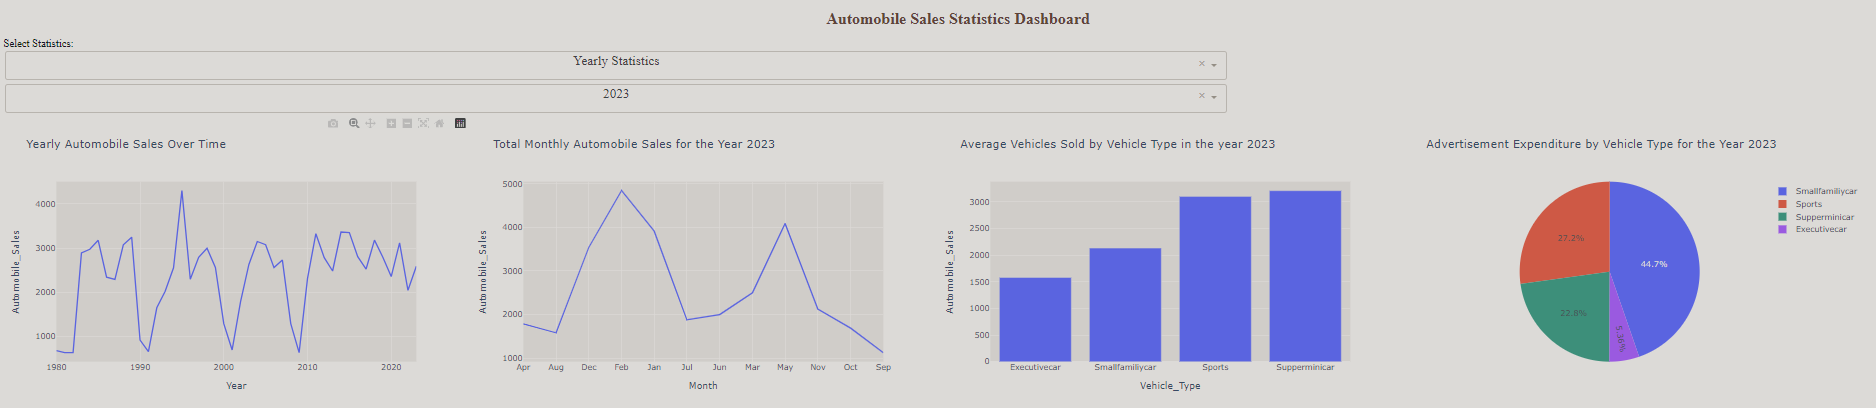 Automobile Sales Statistics Dashboard
Select Statistics:
Yearly Statistics
×
2023
×
Yearly Automobile Sales Over Time
Automobile_Sales
4000
3000
2000
1000
1980
1990
2000
2010
2020
Year
Total Monthly Automobile Sales for the Year 2023
Automobile_Sales
5000
4000
3000
2000
1000
Apr
Aug
Dec
Feb
Jan
Jul
Jun
Mar
May
Nov
Oct
Sep
Month
Average Vehicles Sold by Vehicle Type in the year 2023
Automobile_Sales
3000
2500
2000
1500
1000
500
0
Executivecar
Smallfamiliycar
Sports
Supperminicar
Vehicle_Type
Advertisement Expenditure by Vehicle Type for the Year 2023
27.2%
44.7%
22.8%
5.36%
Smallfamiliycar
Sports
Supperminicar
Executivecar